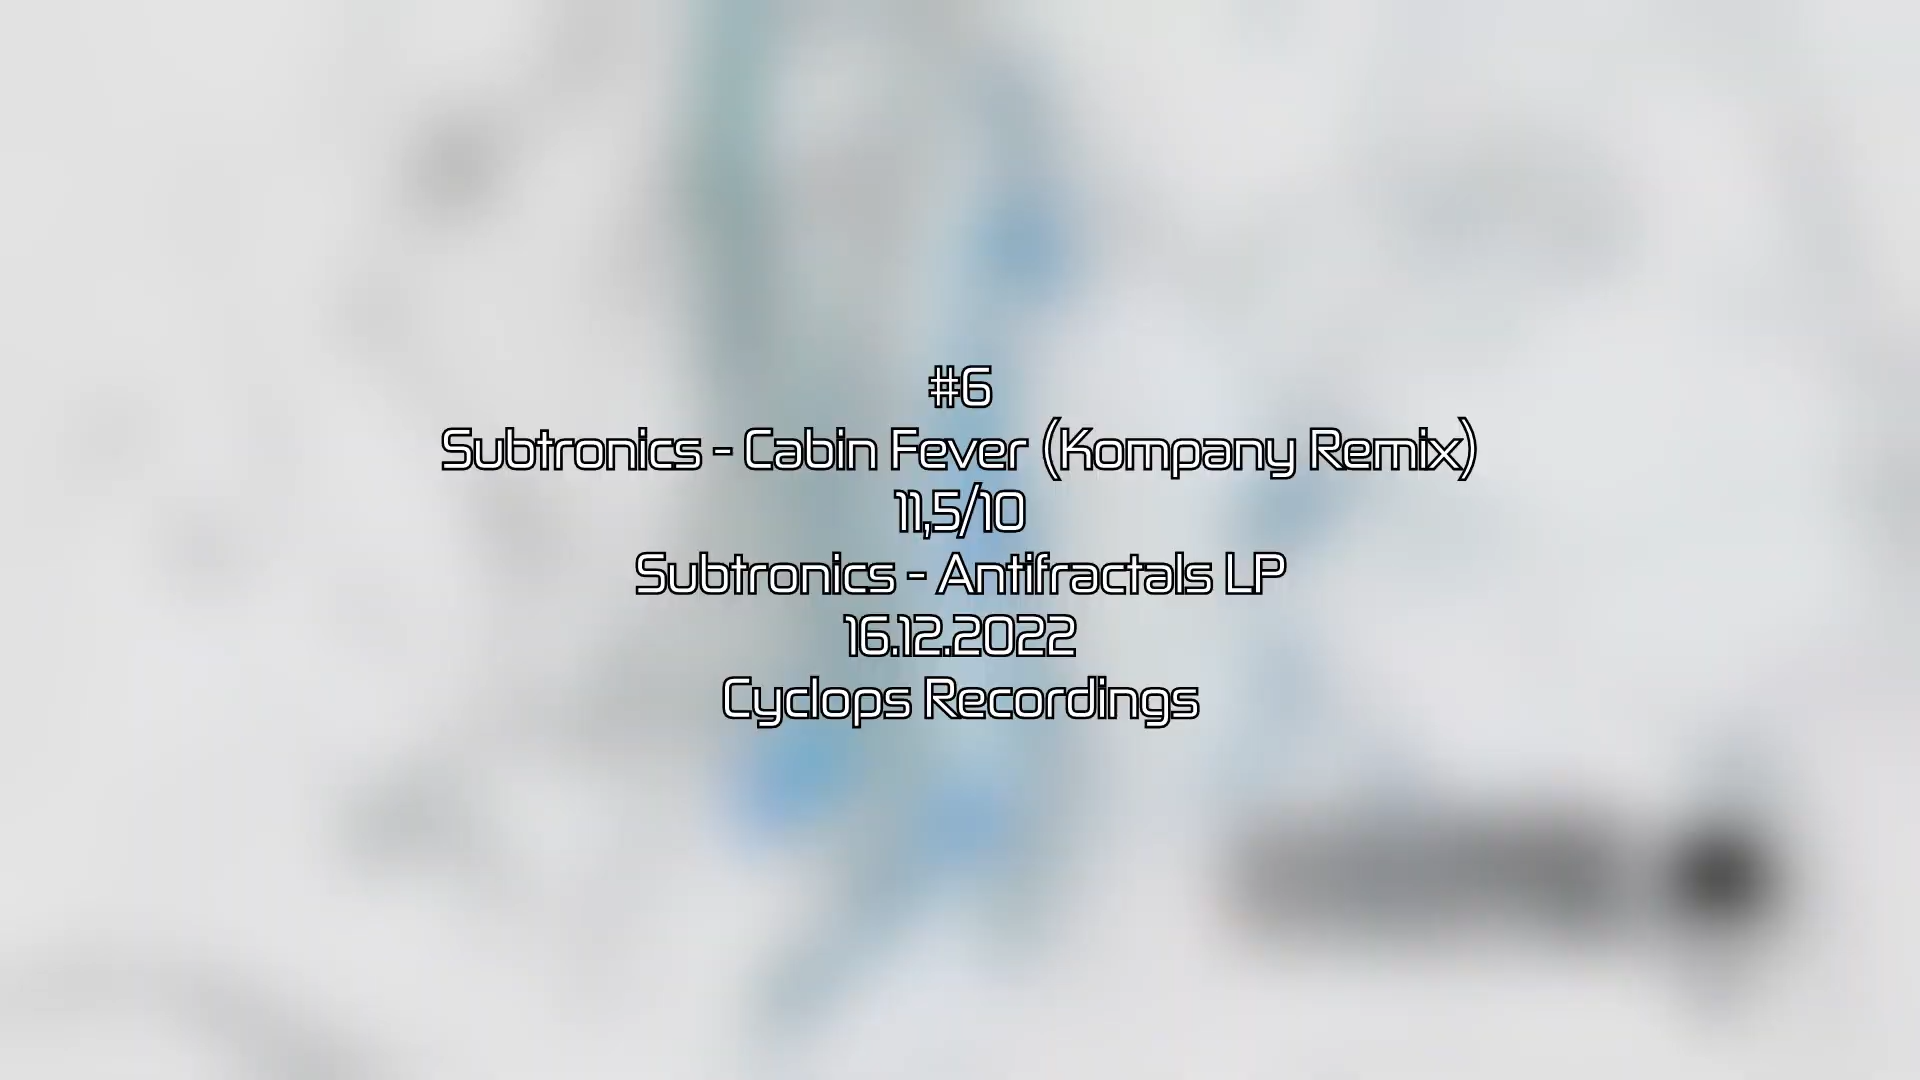 #6
Subtronics - Cabin Fever (Kompany Remix)
11,5/10
Subtronics - Antifractals LP
16.12.2022
Cyclops Recordings